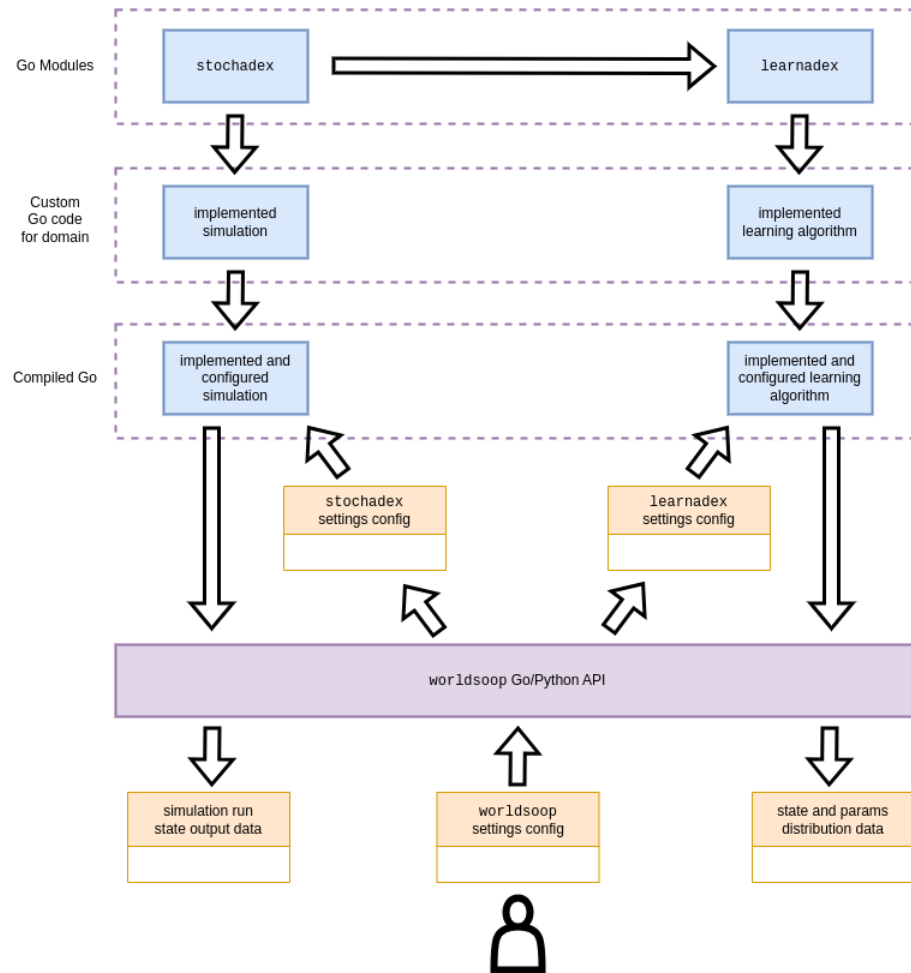 Go Modules
stochadex
learnadex
Custom
Go code
for domain
implemented
simulation
implemented
learning algorithm
Compiled Go
implemented and
configured
simulation
implemented and
configured learning
algorithm
stochadex
settings config
learnadex
settings config
worldsoop Go/Python API
simulation run
state output data
worldsoop
settings config
state and params
distribution data